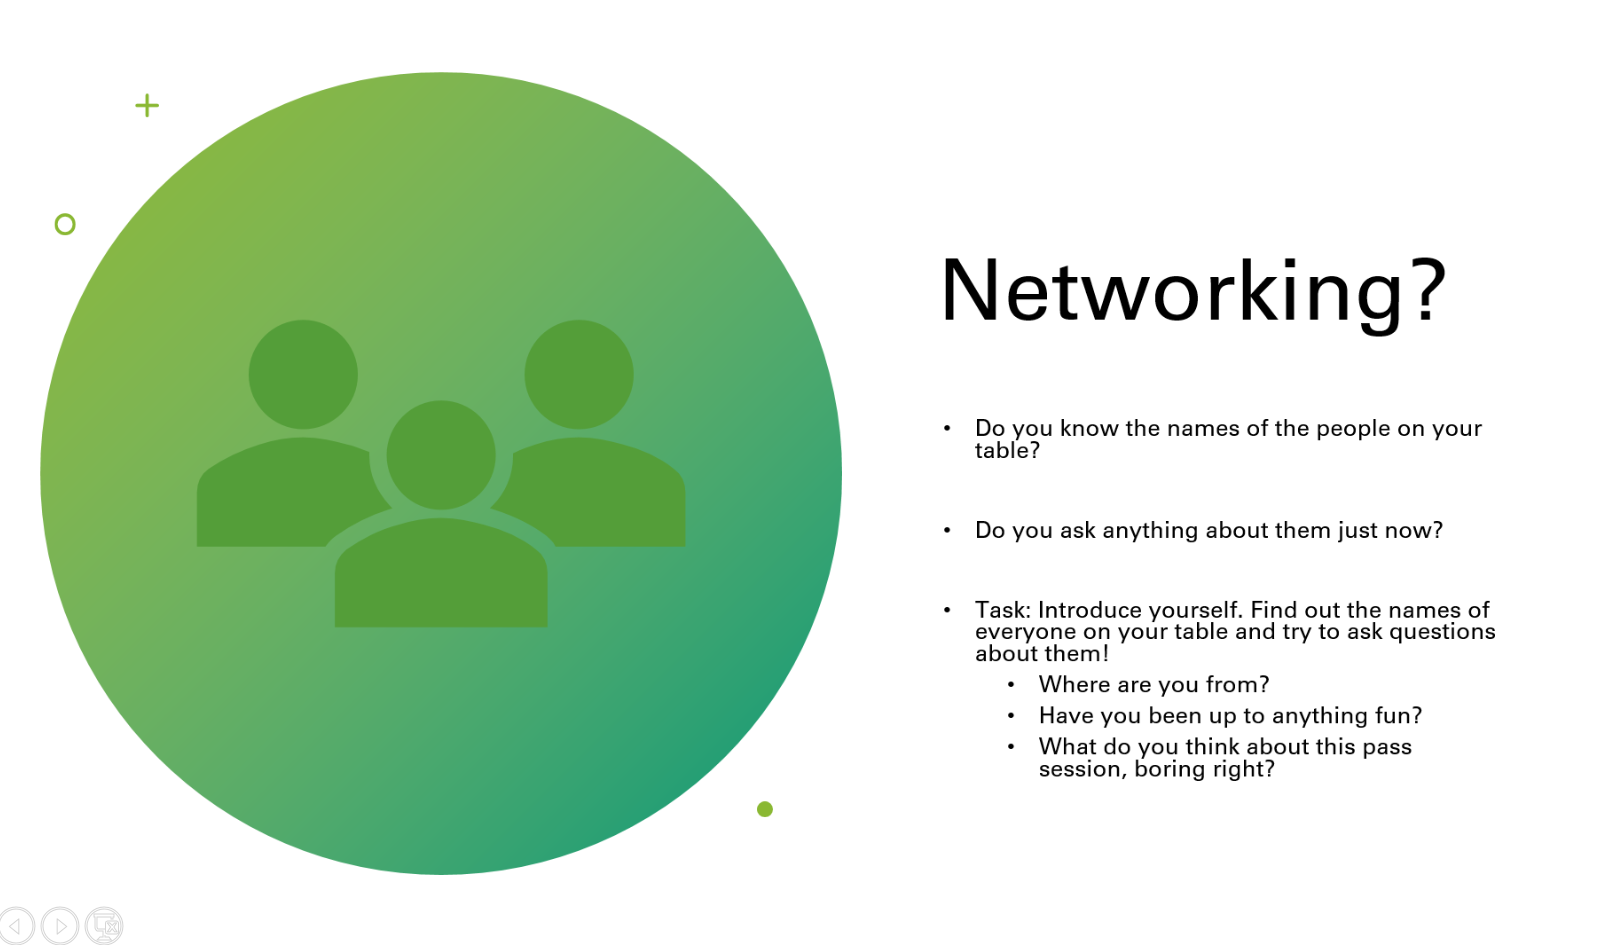 Networking?
• Do you know the names of the people on your
table?
• Do you ask anything about them just now?
• Task: Introduce yourself. Find out the names of
everyone on your table and try to ask questions
about them!
• Where are you from?
• Have you been up to anything fun?
• What do you think about this pass
session, boring right?